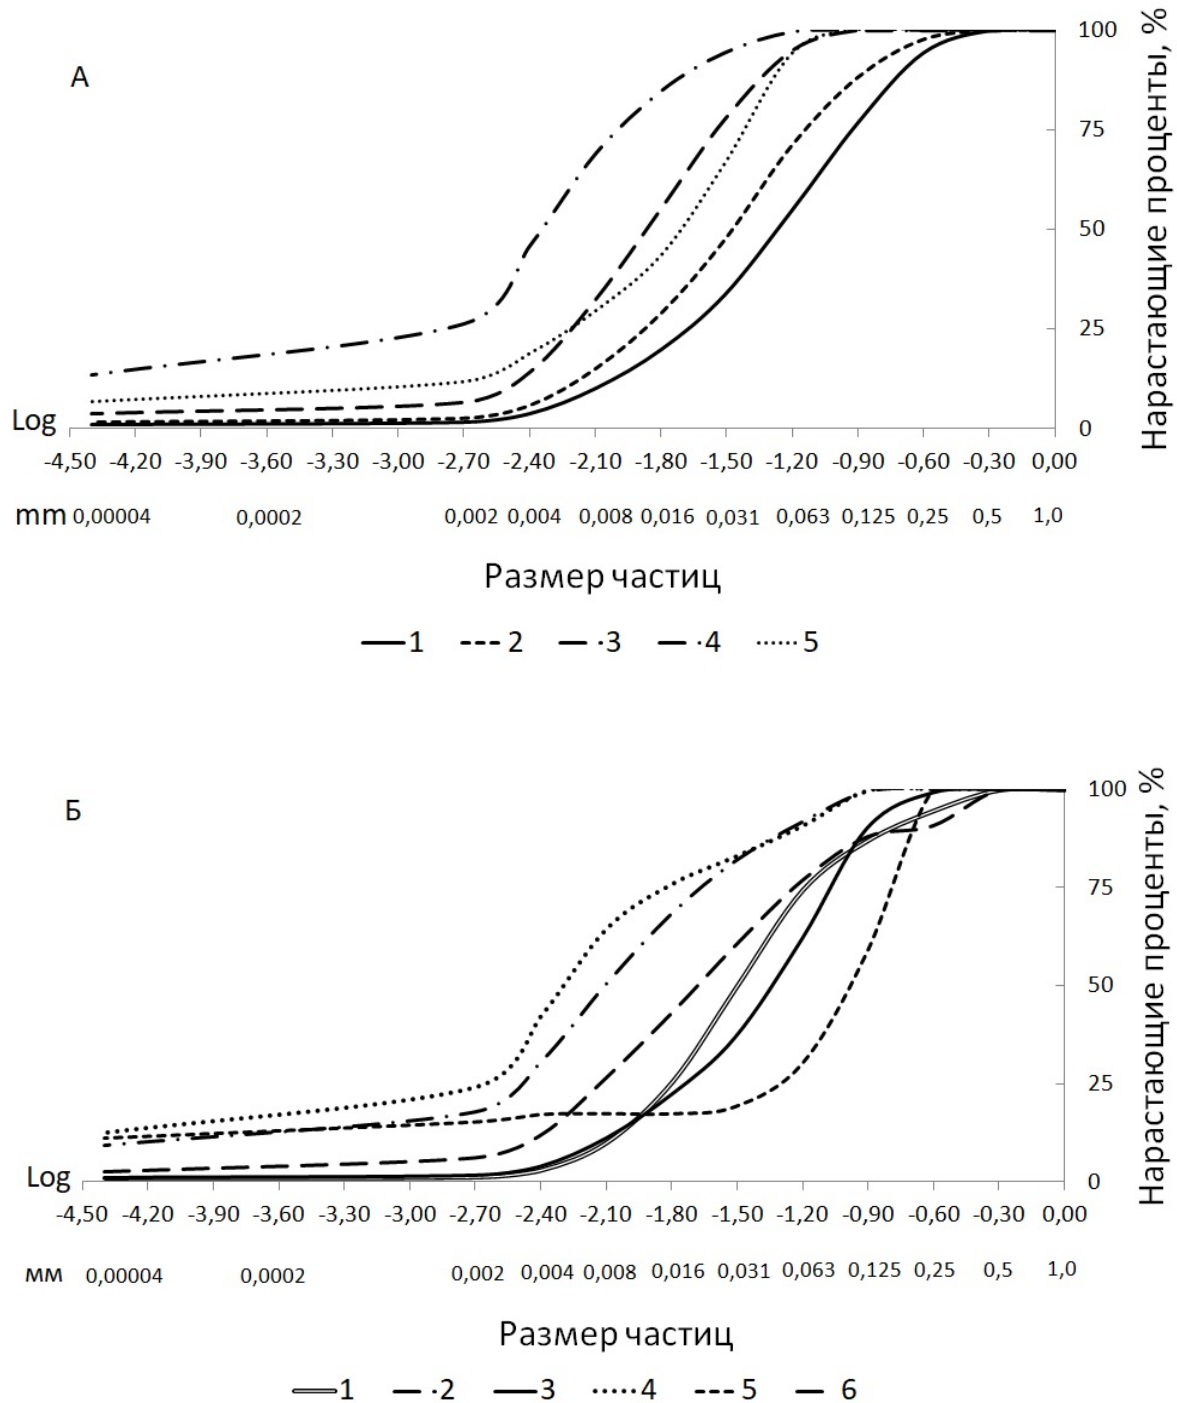 А
100
75
50
25
0
Нарастающие проценты, %
Log
-4,50 -4,20 -3,90 -3,60 -3,30 -3,00 -2,70 -2,40 -2,10 -1,80 -1,50 -1,20 -0,90 -0,60 -0,30 0,00
mm 0,00004 0,0002 0,002 0,004 0,008 0,016 0,031 0,063 0,125 0,25 0,5 1,0
Размер частиц
1 2 3 4 5
Б
100
75
50
25
0
Нарастающие проценты, %
Log
-4,50 -4,20 -3,90 -3,60 -3,30 -3,00 -2,70 -2,40 -2,10 -1,80 -1,50 -1,20 -0,90 -0,60 -0,30 0,00
мм 0,00004 0,0002 0,002 0,004 0,008 0,016 0,031 0,063 0,125 0,25 0,5 1,0
Размер частиц
1 2 3 4 5 6